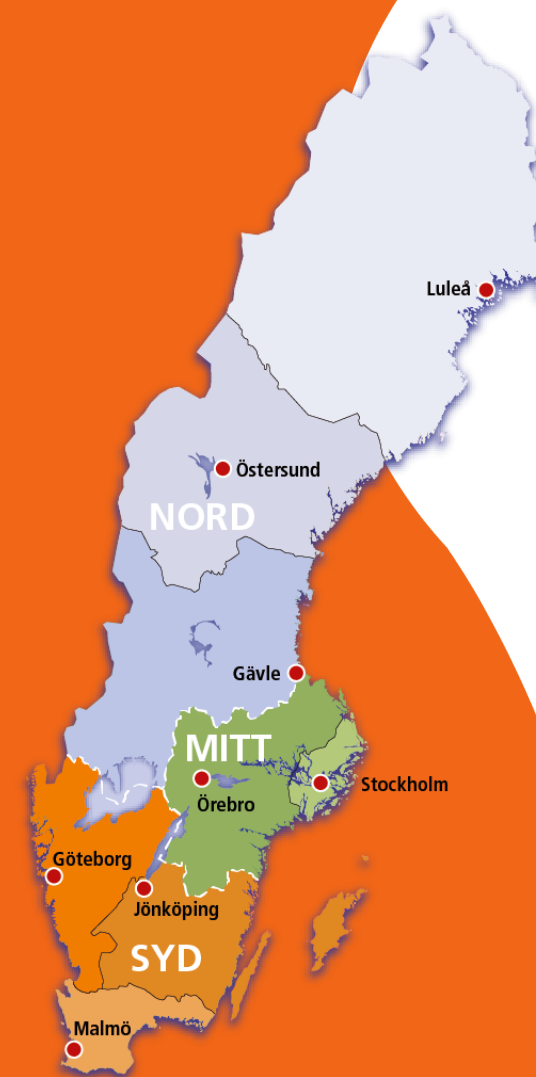 Luleå
Östersund
NORD
Gävle
MITT
Stockholm
Örebro
Göteborg
Jönköping
SYD
Malmö